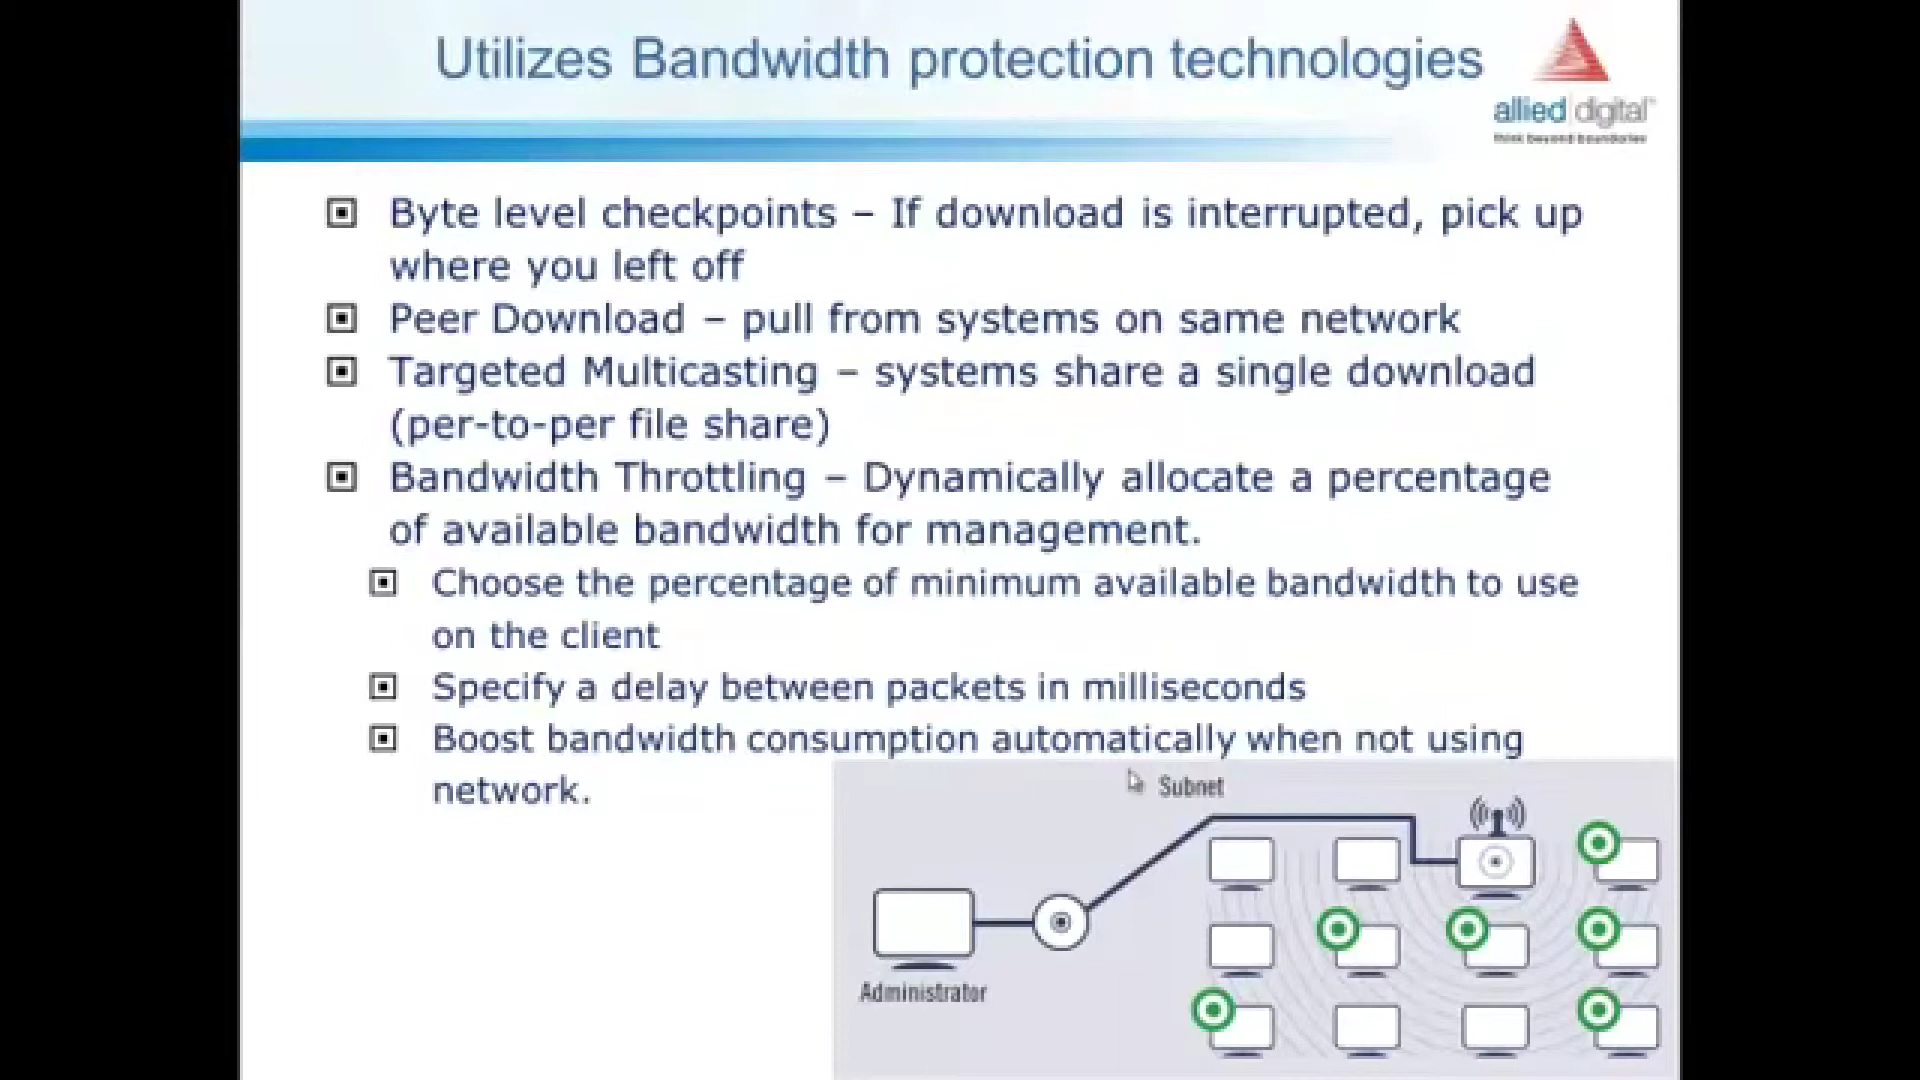 Utilizes Bandwidth protection technologies
allied digital
think beyond boundaries
Byte level checkpoints – If download is interrupted, pick up
where you left off
Peer Download – pull from systems on same network
Targeted Multicasting – systems share a single download
(per-to-per file share)
Bandwidth Throttling – Dynamically allocate a percentage
of available bandwidth for management.
Choose the percentage of minimum available bandwidth to use
on the client
Specify a delay between packets in milliseconds
Boost bandwidth consumption automatically when not using
network.
Subnet
Administrator